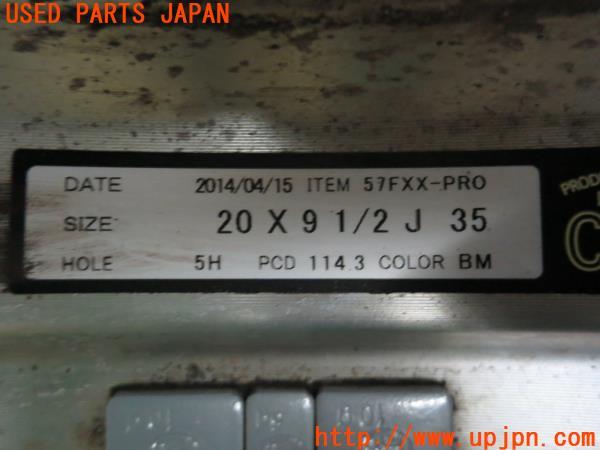 USED PARTS JAPAN
DATE 2014/04/15 ITEM 57FXX-PRO
SIZE 20 X 9 1/2 J 35
HOLE 5H PCD 114.3 COLOR BM
http://www.upjpn.com/